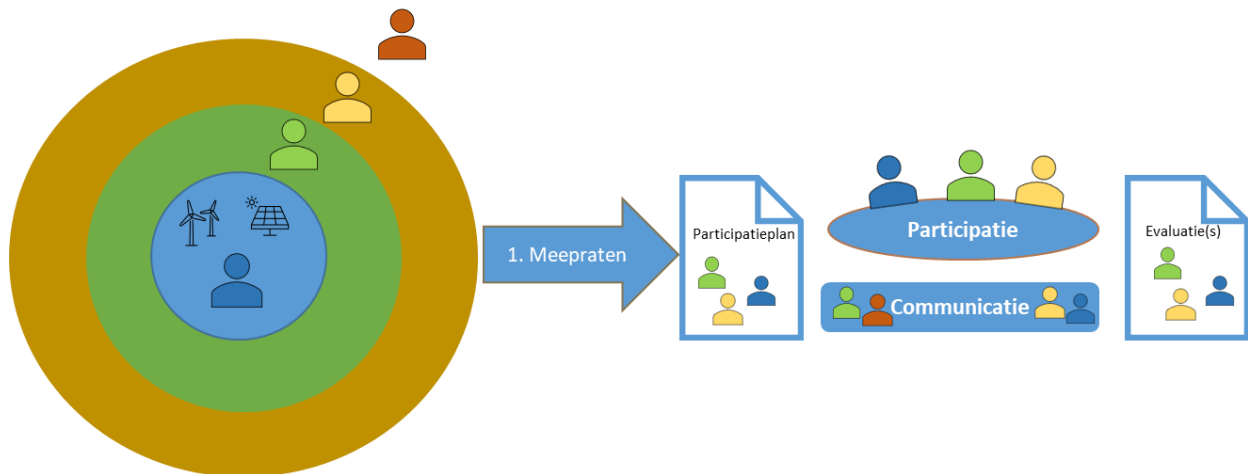 1. Meepraten
Participatieplan
Participatie
Communicatie
Evaluatie(s)